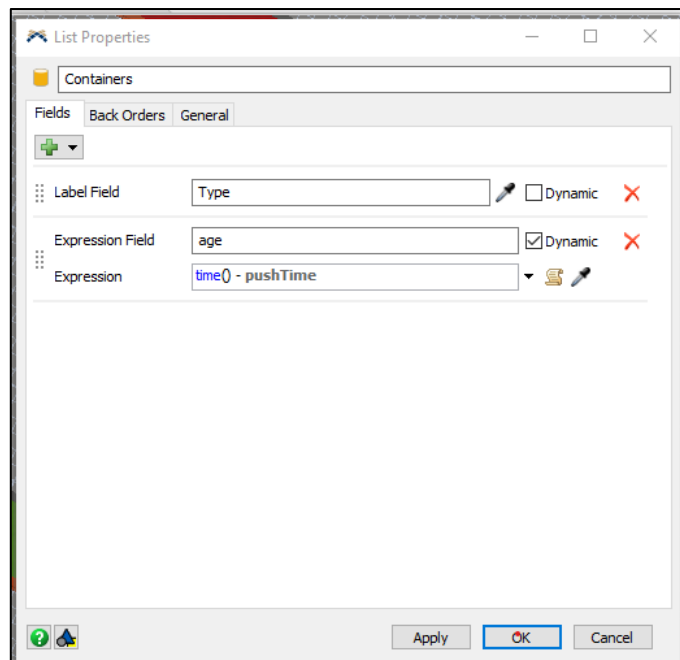 List Properties
Containers
Fields Back Orders General
Label Field Type Dynamic
Expression Field age Dynamic
Expression time() - pushTime
Apply OK Cancel